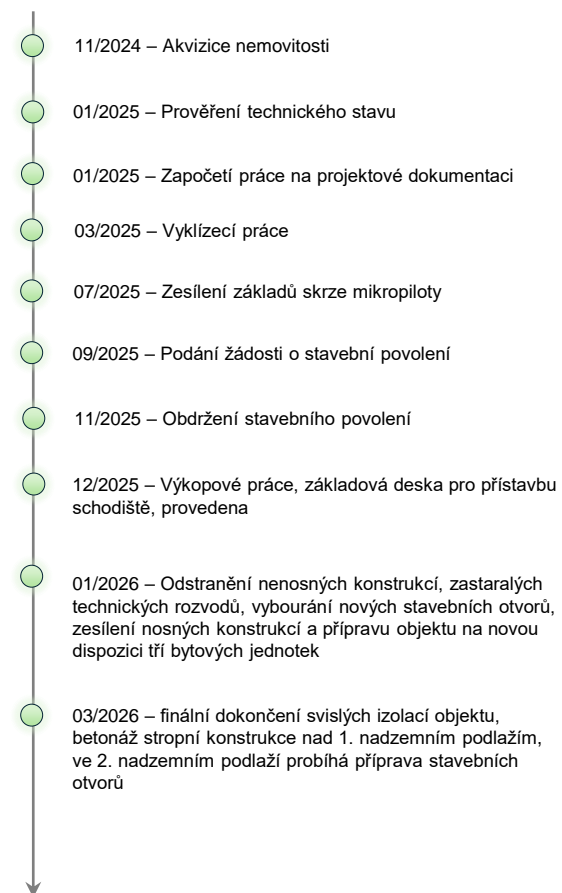 11/2024 – Akvizice nemovitosti
01/2025 – Prověření technického stavu
01/2025 – Započetí práce na projektové dokumentaci
03/2025 – Vyklízecí práce
07/2025 – Zesílení základů skrze mikropiloty
09/2025 – Podání žádosti o stavební povolení
11/2025 – Obdržení stavebního povolení
12/2025 – Výkopové práce, základová deska pro přístavbu
schodiště, provedena
01/2026 – Odstranění nenosných konstrukcí, zastaralých
technických rozvodů, vybourání nových stavebních otvorů,
zesílení nosných konstrukcí a přípravu objektu na novou
dispozici tří bytových jednotek
03/2026 – finální dokončení svislých izolací objektu,
betonáž stropní konstrukce nad 1. nadzemním podlažím,
ve 2. nadzemním podlaží probíhá příprava stavebních
otvorů